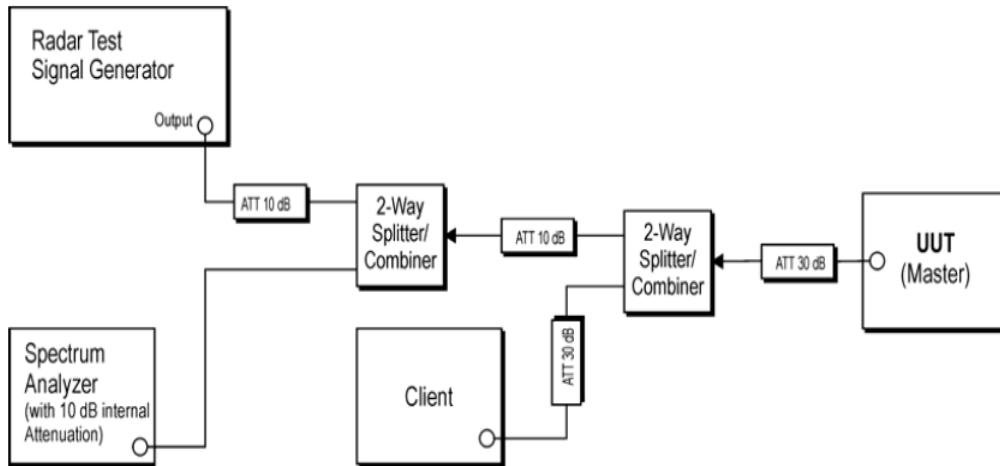 Radar Test
Signal Generator
Output
ATT 10 dB
2-Way
Splitter/
Combiner
ATT 10 dB
2-Way
Splitter/
Combiner
ATT 30 dB
UUT
(Master)
Spectrum
Analyzer
(with 10 dB internal
Attenuation)
Client
ATT 30 dB